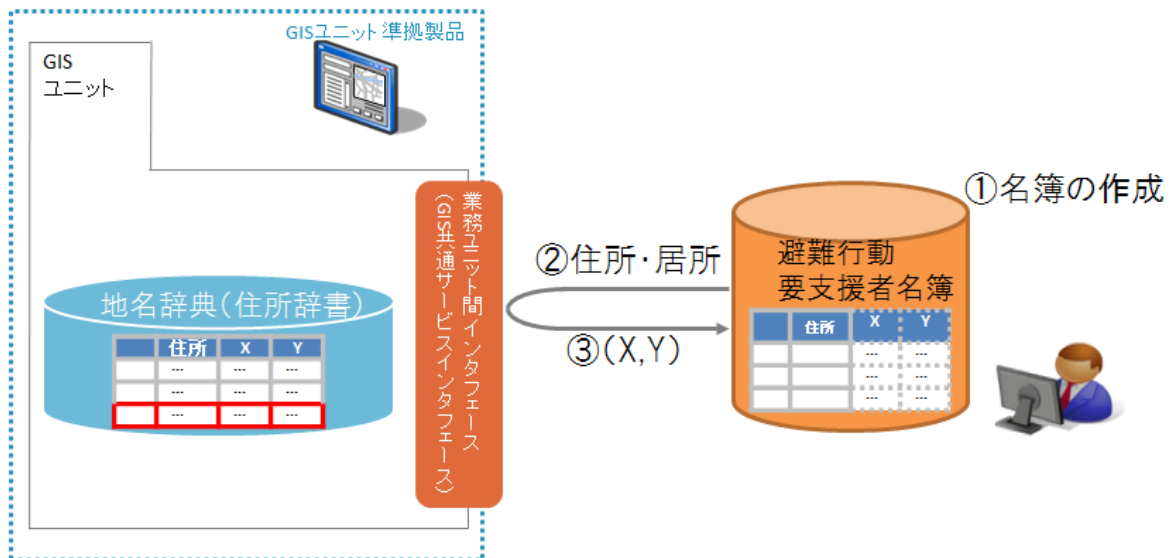 GISユニット準拠製品
GIS
ユニット
業務ユニット間インタフェース
(GIS共通サービスインタフェース)
地名辞典(住所辞書)
住所 X Y
--- --- ---
--- --- ---
--- --- ---
②住所・居所
③(X,Y)
①名簿の作成
避難行動
要支援者名簿
住所 X Y
--- ---
--- ---
--- ---